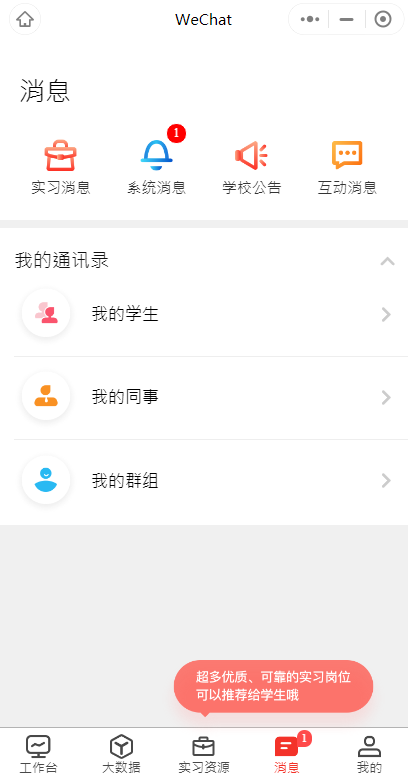 WeChat
消息
1
实习消息
系统消息
学校公告
互动消息
我的通讯录
我的学生
我的同事
我的群组
超多优质、可靠的实习岗位
可以推荐给学生哦
1
工作台
大数据
实习资源
消息
我的